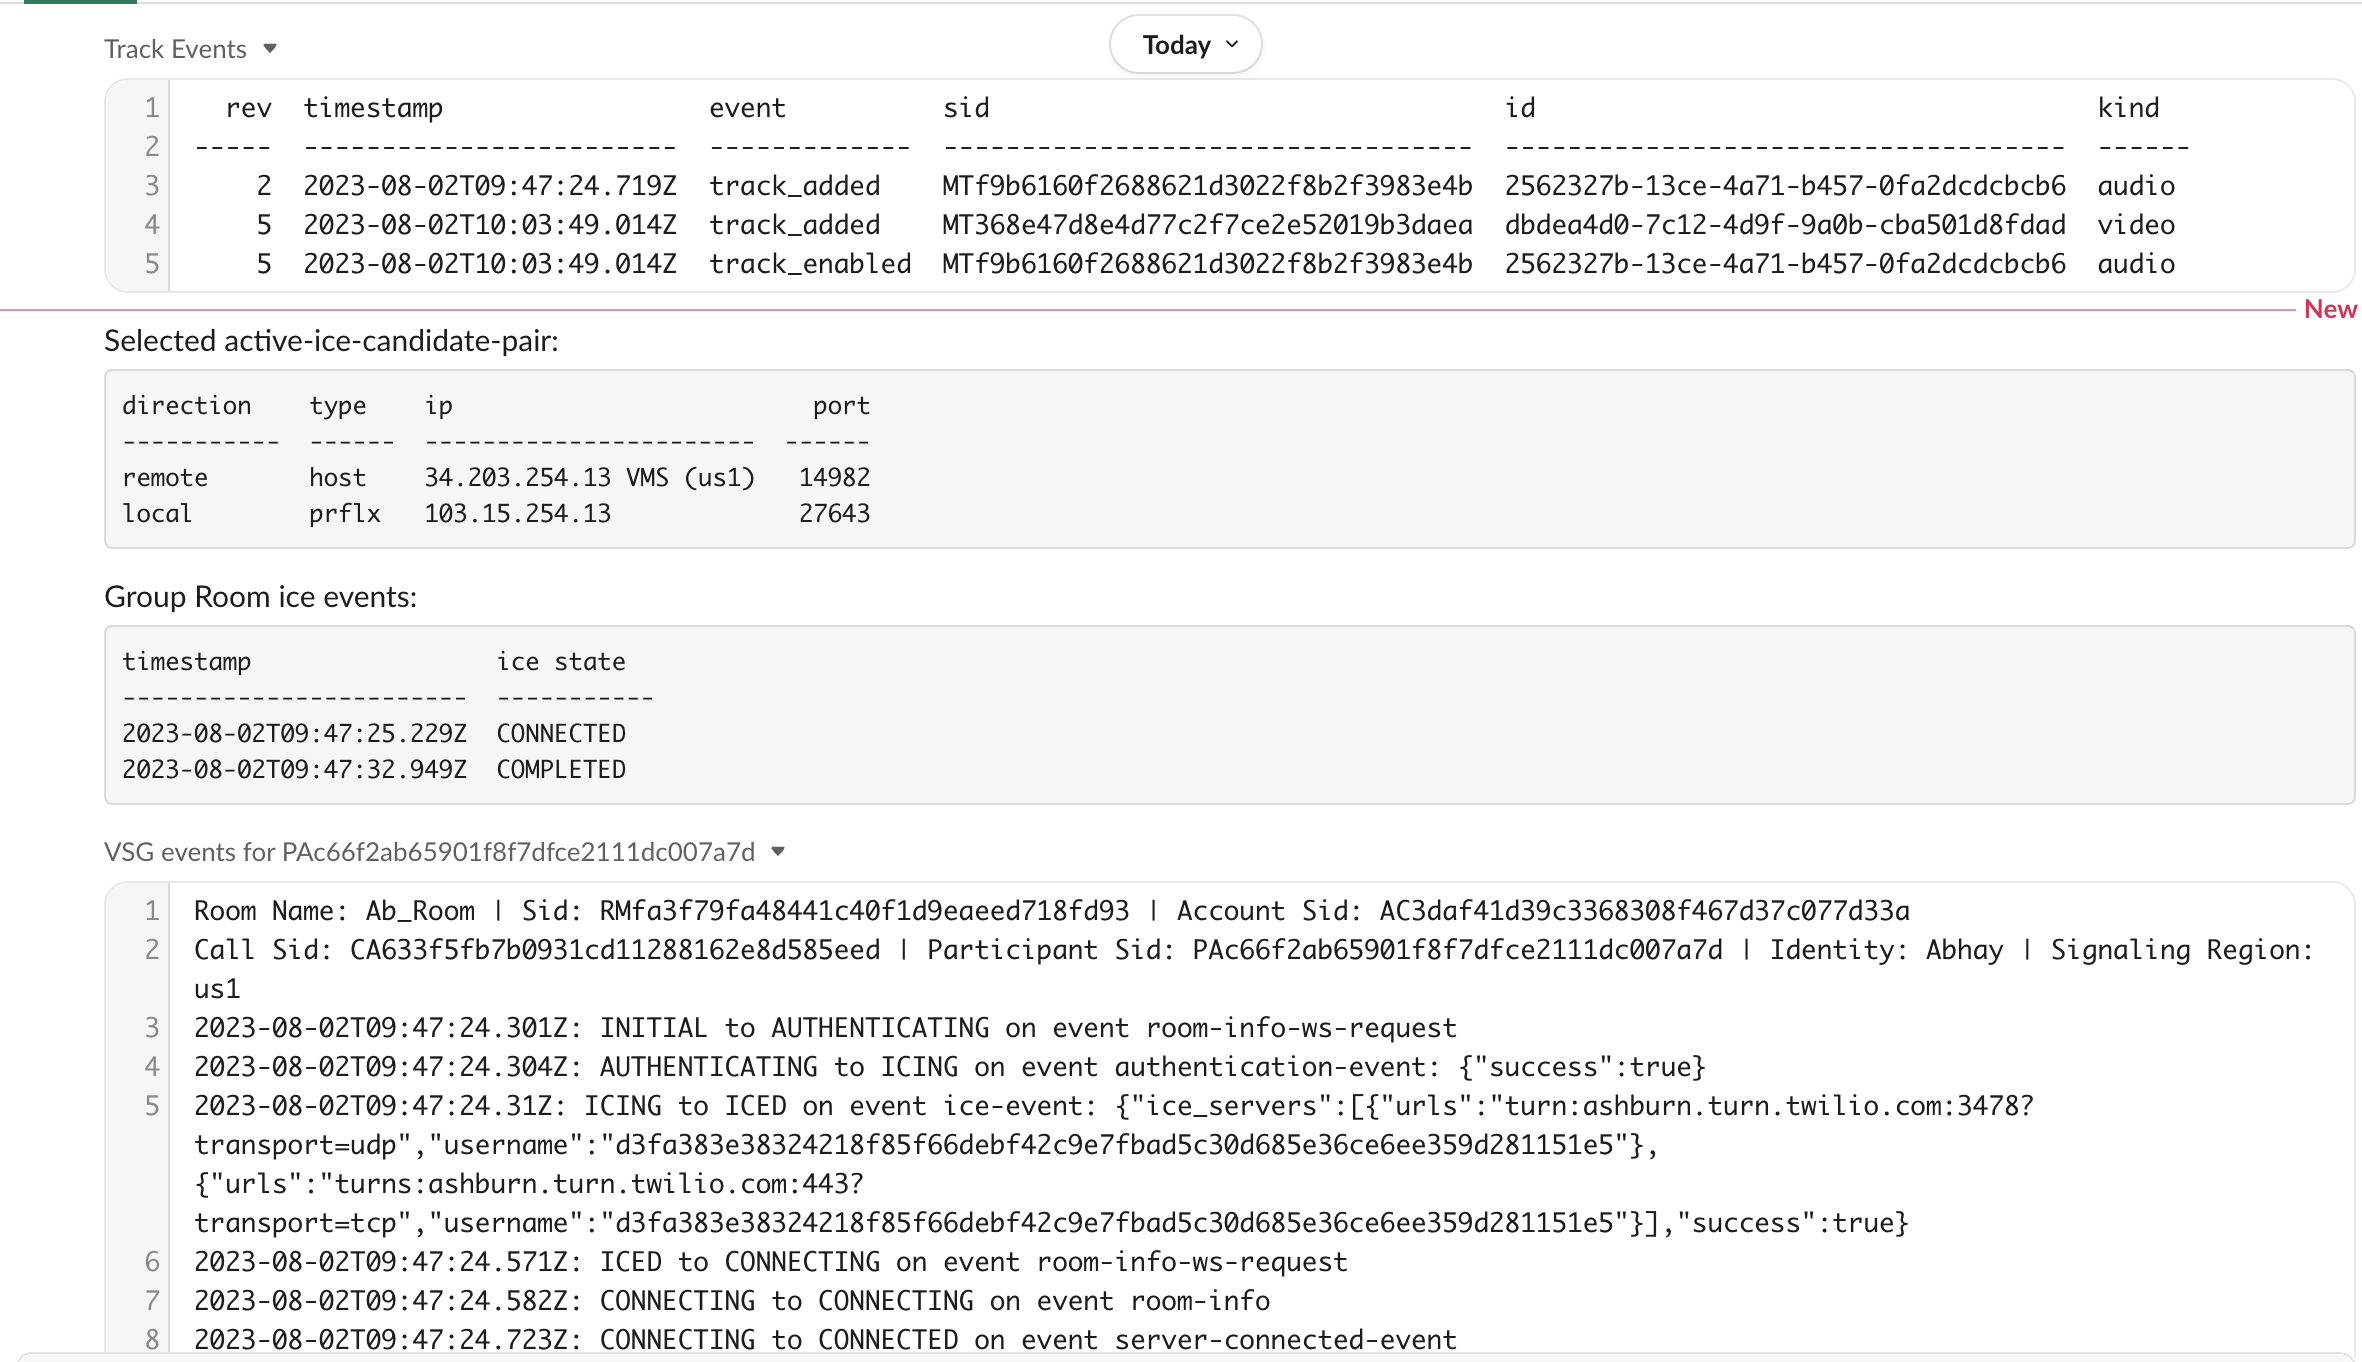 Track Events
Today
1 rev timestamp event sid id kind
2 ----- ------------------------ ------------- ---------------------------------- ------------------------------------ ------
3 2 2023-08-02T09:47:24.719Z track_added MTf9b6160f2688621d3022f8b2f3983e4b 2562327b-13ce-4a71-b457-0fa2dcdcbcb6 audio
4 5 2023-08-02T10:03:49.014Z track_added MT368e47d8e4d77c2f7ce2e52019b3daea dbdea4d0-7c12-4d9f-9a0b-cba501d8fdad video
5 5 2023-08-02T10:03:49.014Z track_enabled MTf9b6160f2688621d3022f8b2f3983e4b 2562327b-13ce-4a71-b457-0fa2dcdcbcb6 audio
New
Selected active-ice-candidate-pair:
direction type ip port
----------- ------ ----------------------- ------
remote host 34.203.254.13 VMS (us1) 14982
local prflx 103.15.254.13 27643
Group Room ice events:
timestamp ice state
------------------------ -----------
2023-08-02T09:47:25.229Z CONNECTED
2023-08-02T09:47:32.949Z COMPLETED
VSG events for PAc66f2ab65901f8f7dfce2111dc007a7d
1 Room Name: Ab_Room | Sid: RMfa3f79fa48441c40f1d9eaeed718fd93 | Account Sid: AC3daf41d39c3368308f467d37c077d33a
2 Call Sid: CA633f5fb7b0931cd11288162e8d585eed | Participant Sid: PAc66f2ab65901f8f7dfce2111dc007a7d | Identity: Abhay | Signaling Region:
us1
3 2023-08-02T09:47:24.301Z: INITIAL to AUTHENTICATING on event room-info-ws-request
4 2023-08-02T09:47:24.304Z: AUTHENTICATING to ICING on event authentication-event: {"success":true}
5 2023-08-02T09:47:24.31Z: ICING to ICED on event ice-event: {"ice_servers":[{"urls":"turn:ashburn.turn.twilio.com:3478?
transport=udp","username":"d3fa383e38324218f85f66debf42c9e7fbad5c30d685e36ce6ee359d281151e5"},
{"urls":"turns:ashburn.turn.twilio.com:443?
transport=tcp","username":"d3fa383e38324218f85f66debf42c9e7fbad5c30d685e36ce6ee359d281151e5"}],"success":true}
6 2023-08-02T09:47:24.571Z: ICED to CONNECTING on event room-info-ws-request
7 2023-08-02T09:47:24.582Z: CONNECTING to CONNECTING on event room-info
8 2023-08-02T09:47:24.723Z: CONNECTING to CONNECTED on event server-connected-event